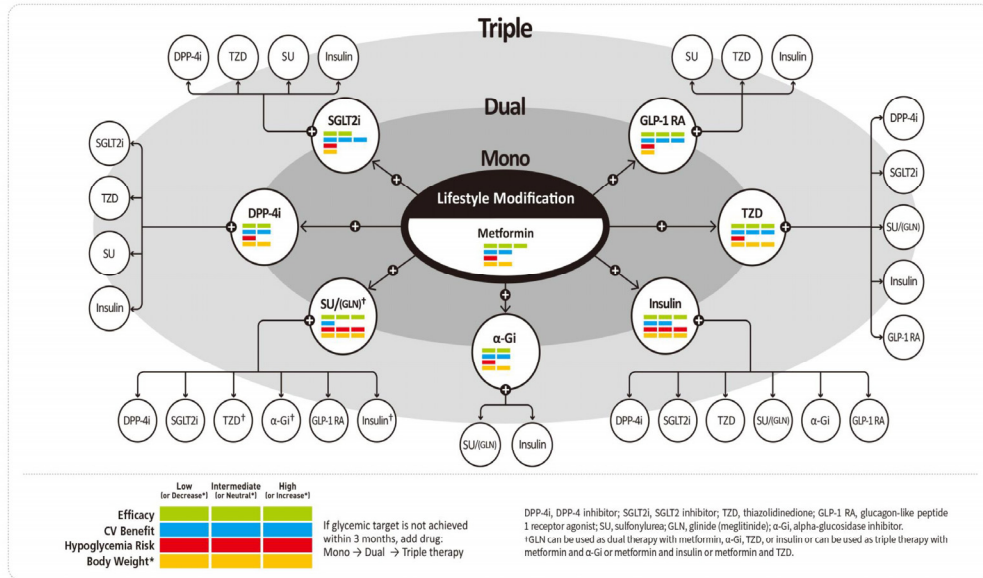 Triple
DPP-4i
TZD
SU
Insulin
SU
TZD
Insulin
Dual
SGLT2i
GLP-1 RA
Mono
SGLT2i
TZD
SU
Insulin
DPP-4i
Lifestyle Modification
Metformin
TZD
DPP-4i
SGLT2i
SU/(GLN)
Insulin
GLP-1 RA
SU/(GLN)†
α-Gi
Insulin
DPP-4i
SGLT2i
TZD†
α-Gi†
GLP-1 RA
Insulin†
SU/(GLN)
Insulin
DPP-4i
SGLT2i
TZD
SU/(GLN)
α-Gi
GLP-1 RA
Low
(or Decrease*)
Intermediate
(or Neutral*)
High
(or Increase*)
Efficacy
CV Benefit
Hypoglycemia Risk
Body Weight*
If glycemic target is not achieved
within 3 months, add drug:
Mono → Dual → Triple therapy
DPP-4i, DPP-4 inhibitor; SGLT2i, SGLT2 inhibitor; TZD, thiazolidinedione; GLP-1 RA, glucagon-like peptide
1 receptor agonist; SU, sulfonylurea; GLN, glinide (meglitinide); α-Gi, alpha-glucosidase inhibitor.
†GLN can be used as dual therapy with metformin, α-Gi, TZD, or insulin or can be used as triple therapy with
metformin and α-Gi or metformin and insulin or metformin and TZD.